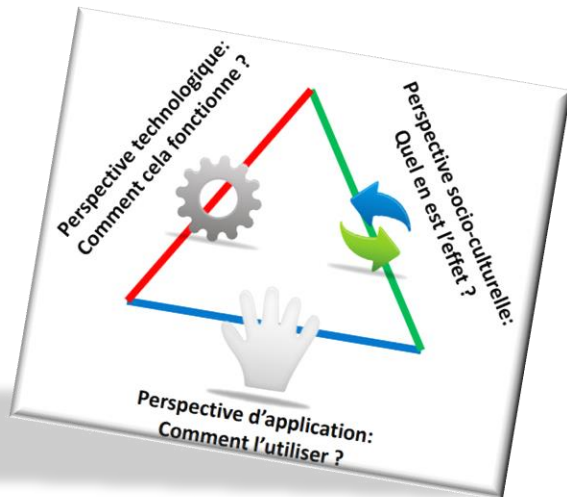 Perspective technologique:
Comment cela fonctionne ?
Perspective socio-culturelle:
Quel en est l'effet ?
Perspective d'application:
Comment l'utiliser ?